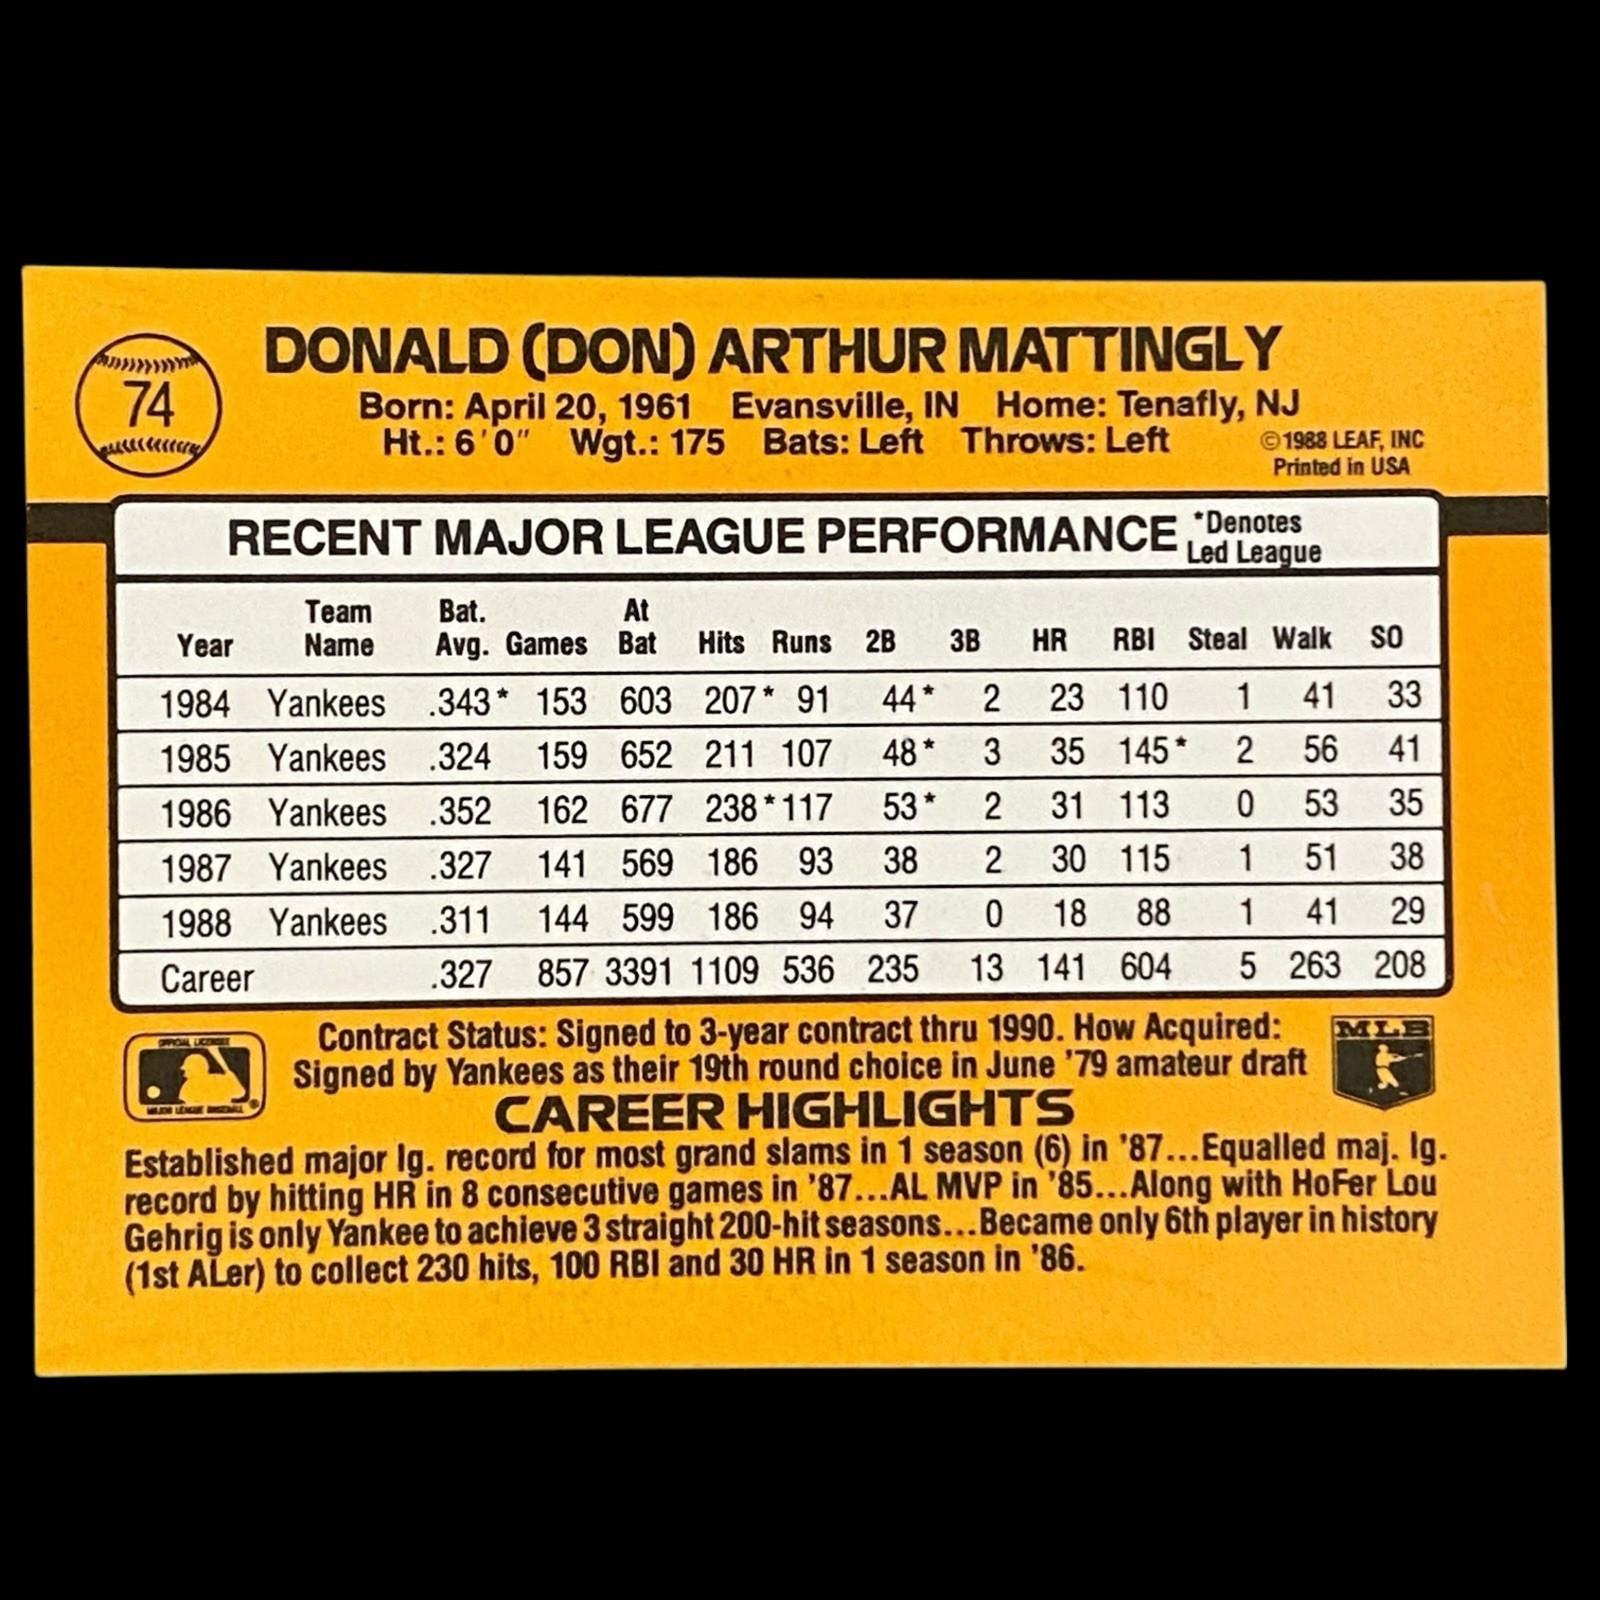 74
DONALD (DON) ARTHUR MATTINGLY
Born: April 20, 1961 Evansville, IN Home: Tenafly, NJ
Ht.: 6'0" Wgt.: 175 Bats: Left Throws: Left
©1988 LEAF, INC
Printed in USA
RECENT MAJOR LEAGUE PERFORMANCE
*Denotes
Led League
Year Team Name Bat. Avg. Games At Bat Hits Runs 2B 3B HR RBI Steal Walk SO
1984 Yankees .343* 153 603 207* 91 44* 2 23 110 1 41 33
1985 Yankees .324 159 652 211 107 48* 3 35 145* 2 56 41
1986 Yankees .352 162 677 238* 117 53* 2 31 113 0 53 35
1987 Yankees .327 141 569 186 93 38 2 30 115 1 51 38
1988 Yankees .311 144 599 186 94 37 0 18 88 1 41 29
Career .327 857 3391 1109 536 235 13 141 604 5 263 208
Contract Status: Signed to 3-year contract thru 1990. How Acquired:
Signed by Yankees as their 19th round choice in June '79 amateur draft
OFFICIAL LICENSEE
MAJOR LEAGUE BASEBALL ®
MLB
CAREER HIGHLIGHTS
Established major lg. record for most grand slams in 1 season (6) in '87...Equalled maj. lg.
record by hitting HR in 8 consecutive games in '87...AL MVP in '85...Along with HoFer Lou
Gehrig is only Yankee to achieve 3 straight 200-hit seasons...Became only 6th player in history
(1st ALer) to collect 230 hits, 100 RBI and 30 HR in 1 season in '86.